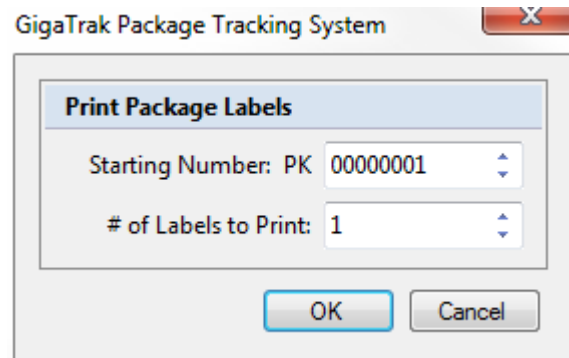 GigaTrak Package Tracking System
Print Package Labels
Starting Number: PK 00000001
# of Labels to Print: 1
OK Cancel